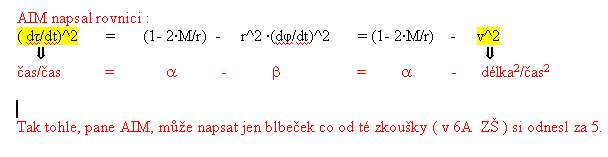 AIM napsal rovnici :
( dτ/dt)^2 = (1- 2·M/r) - r^2 ·(dφ/dt)^2 = (1- 2·M/r) - v^2
⇓ ⇓
čas/čas = α - β = α - délka²/čas²
Tak tohle, pane AIM, může napsat jen blbeček co od té zkoušky ( v 6A ZŠ ) si odnesl za 5.